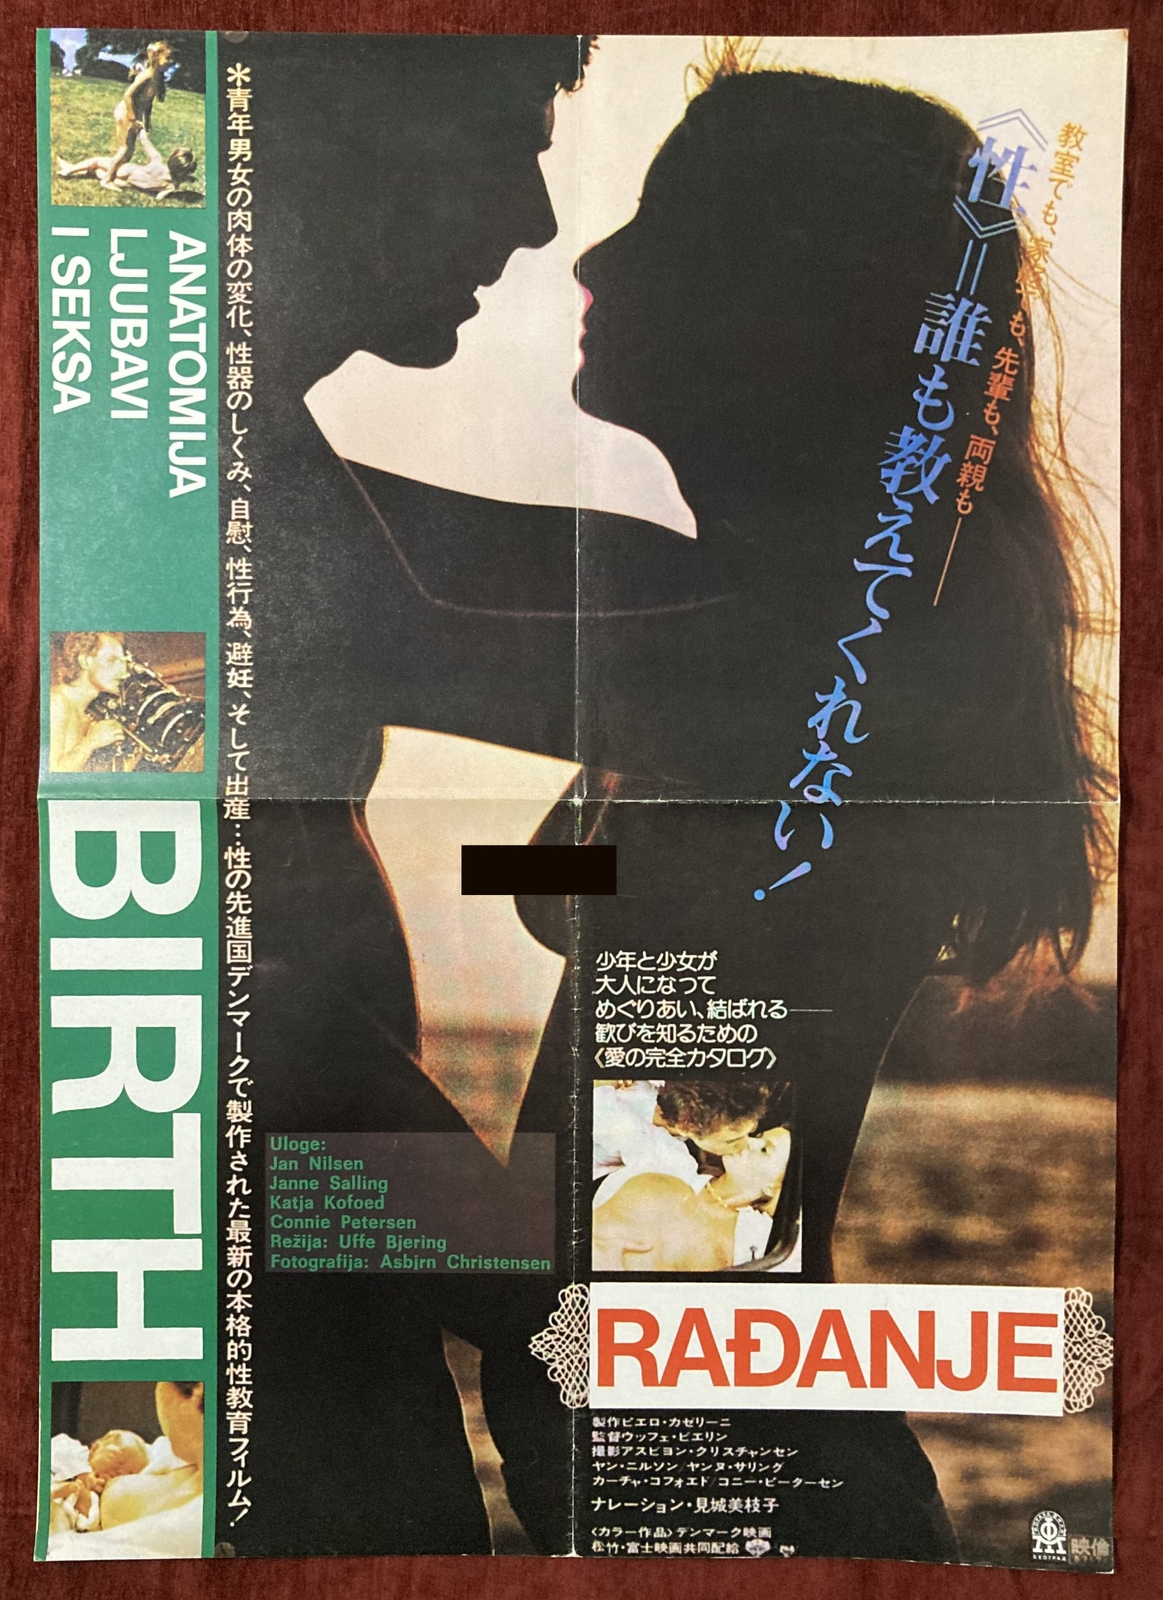 ANATOMIJA
LJUBAVI
I SEKSA
BIRTH
＊青年男女の肉体の変化、性器のしくみ、自慰、性行為、避妊、そして出産…性の先進国デンマークで製作された最新の本格的性教育フィルム！
教室でも、家庭でも、先輩も、両親も——
《性》=誰も教えてくれない！
少年と少女が
大人になって
めぐりあい、結ばれる——
歓びを知るための
《愛の完全カタログ》
Uloge:
Jan Nilsen
Janne Salling
Katja Kofoed
Connie Petersen
Režija: Uffe Bjering
Fotografija: Asbjrn Christensen
RAĐANJE
製作ピエロ・カゼリーニ
監督ウッフェ・ビエリン
撮影アスビヨン・クリスチャンセン
ヤン・ニルソン/ヤンヌ・サリング
カーチャ・コフォエド/コニー・ピーターセン
ナレーション・見城美枝子
〈カラー作品〉デンマーク映画
松竹・富士映画共同配給
БЕОГРАД
映倫